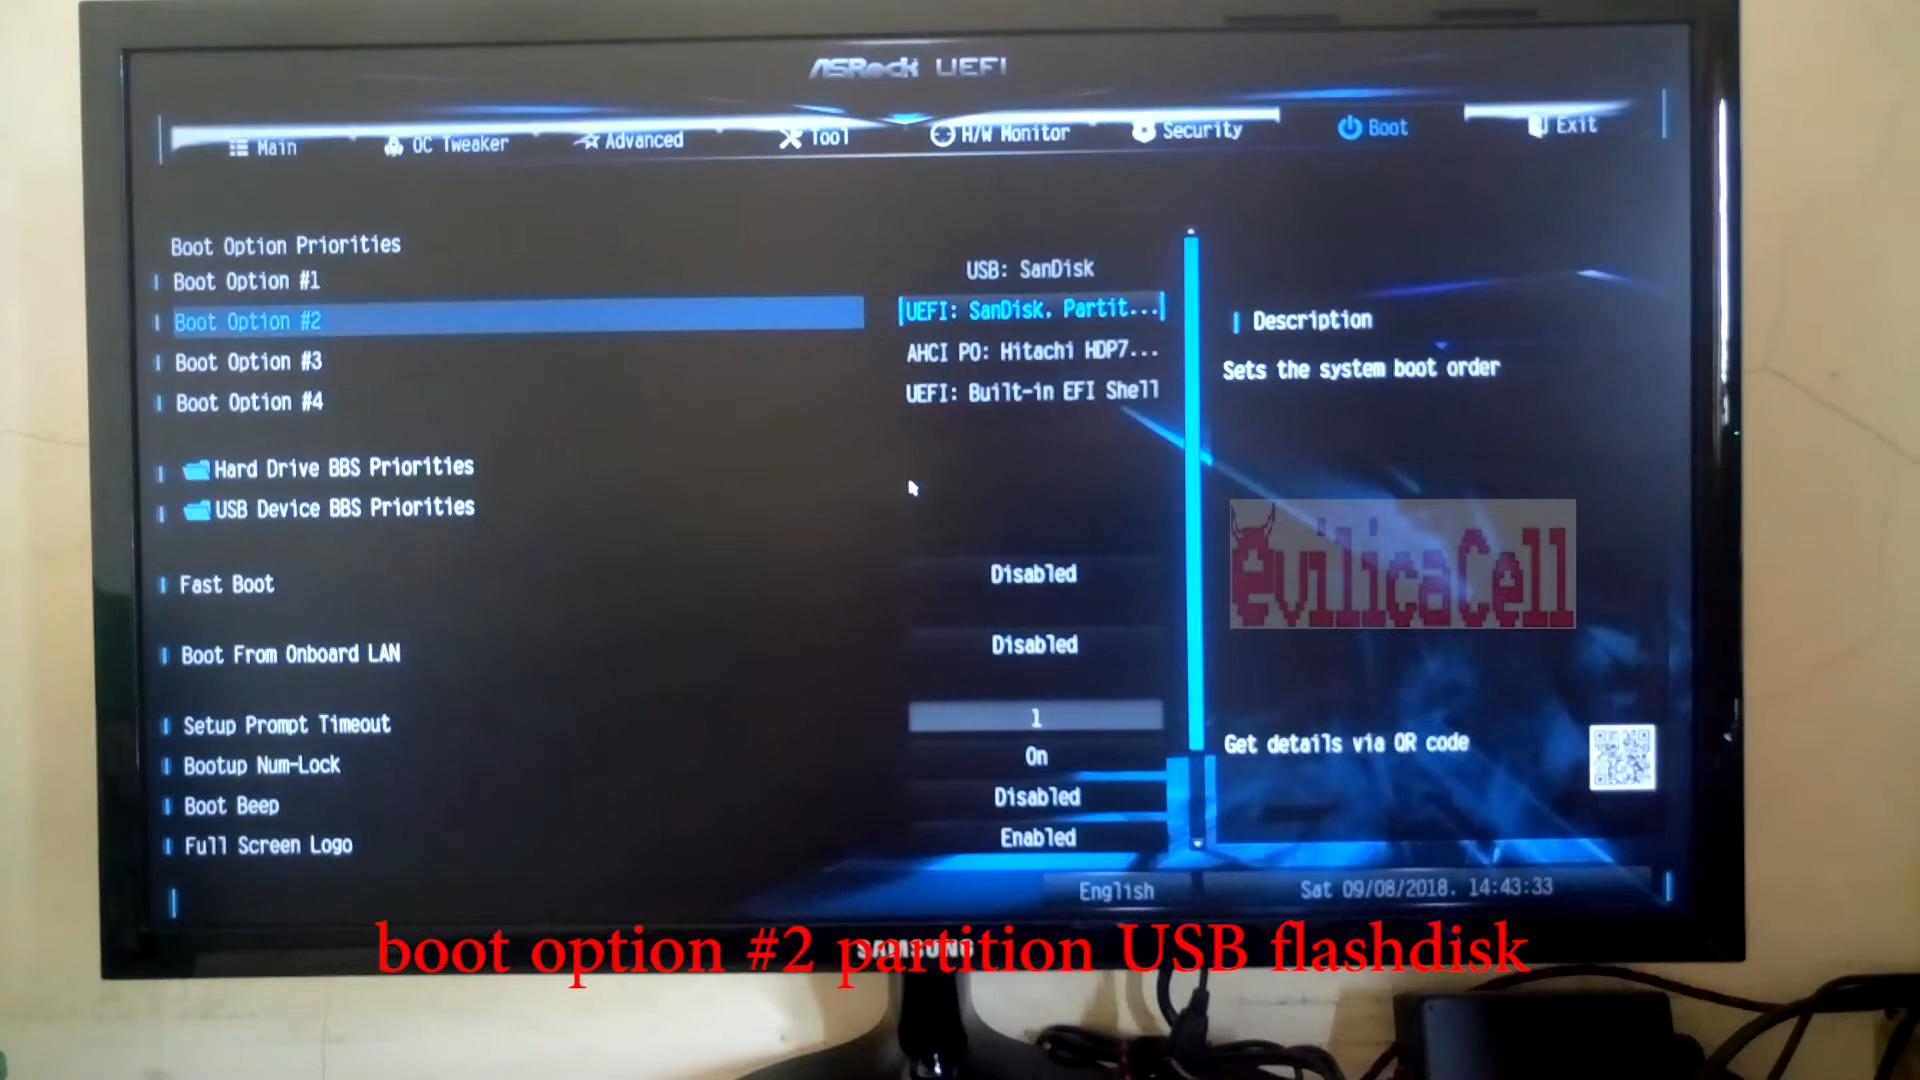 ASRock UEFI
Main
OC Tweaker
Advanced
Tool
H/W Monitor
Security
Boot
Exit
Boot Option Priorities
Boot Option #1
USB: SanDisk
Boot Option #2
UEFI: SanDisk, Partit...
Boot Option #3
AHCI P0: Hitachi HDP7...
Boot Option #4
UEFI: Built-in EFI Shell
Hard Drive BBS Priorities
USB Device BBS Priorities
Fast Boot
Disabled
Boot From Onboard LAN
Disabled
Setup Prompt Timeout
1
Bootup Num-Lock
On
Boot Beep
Disabled
Full Screen Logo
Enabled
Description
Sets the system boot order
evilicaCell
Get details via QR code
English
Sat 09/08/2018. 14:43:33
SAMSUNG
boot option #2 partition USB flashdisk